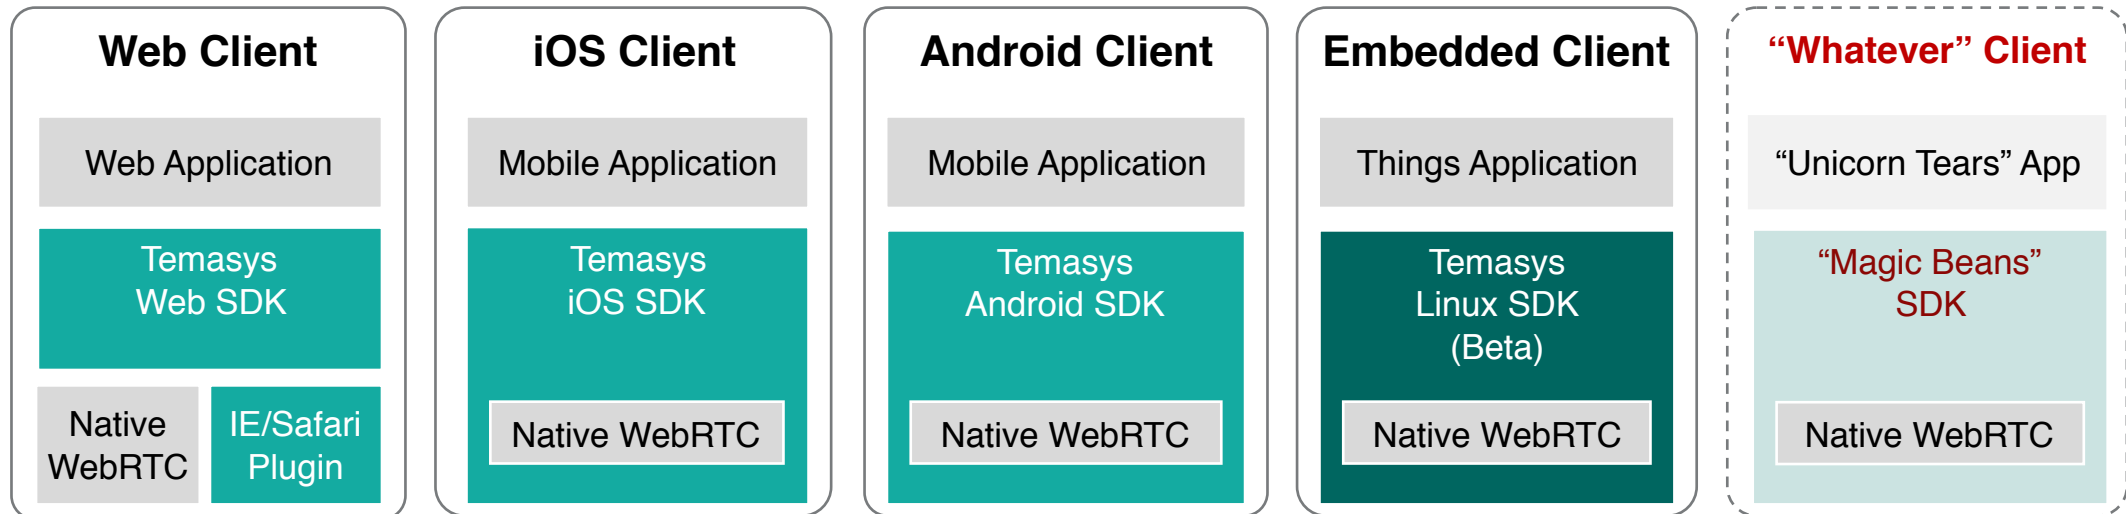 Web Client
Web Application
Temasys
Web SDK
Native
WebRTC
IE/Safari
Plugin
iOS Client
Mobile Application
Temasys
iOS SDK
Native WebRTC
Android Client
Mobile Application
Temasys
Android SDK
Native WebRTC
Embedded Client
Things Application
Temasys
Linux SDK
(Beta)
Native WebRTC
“Whatever” Client
“Unicorn Tears” App
“Magic Beans”
SDK
Native WebRTC